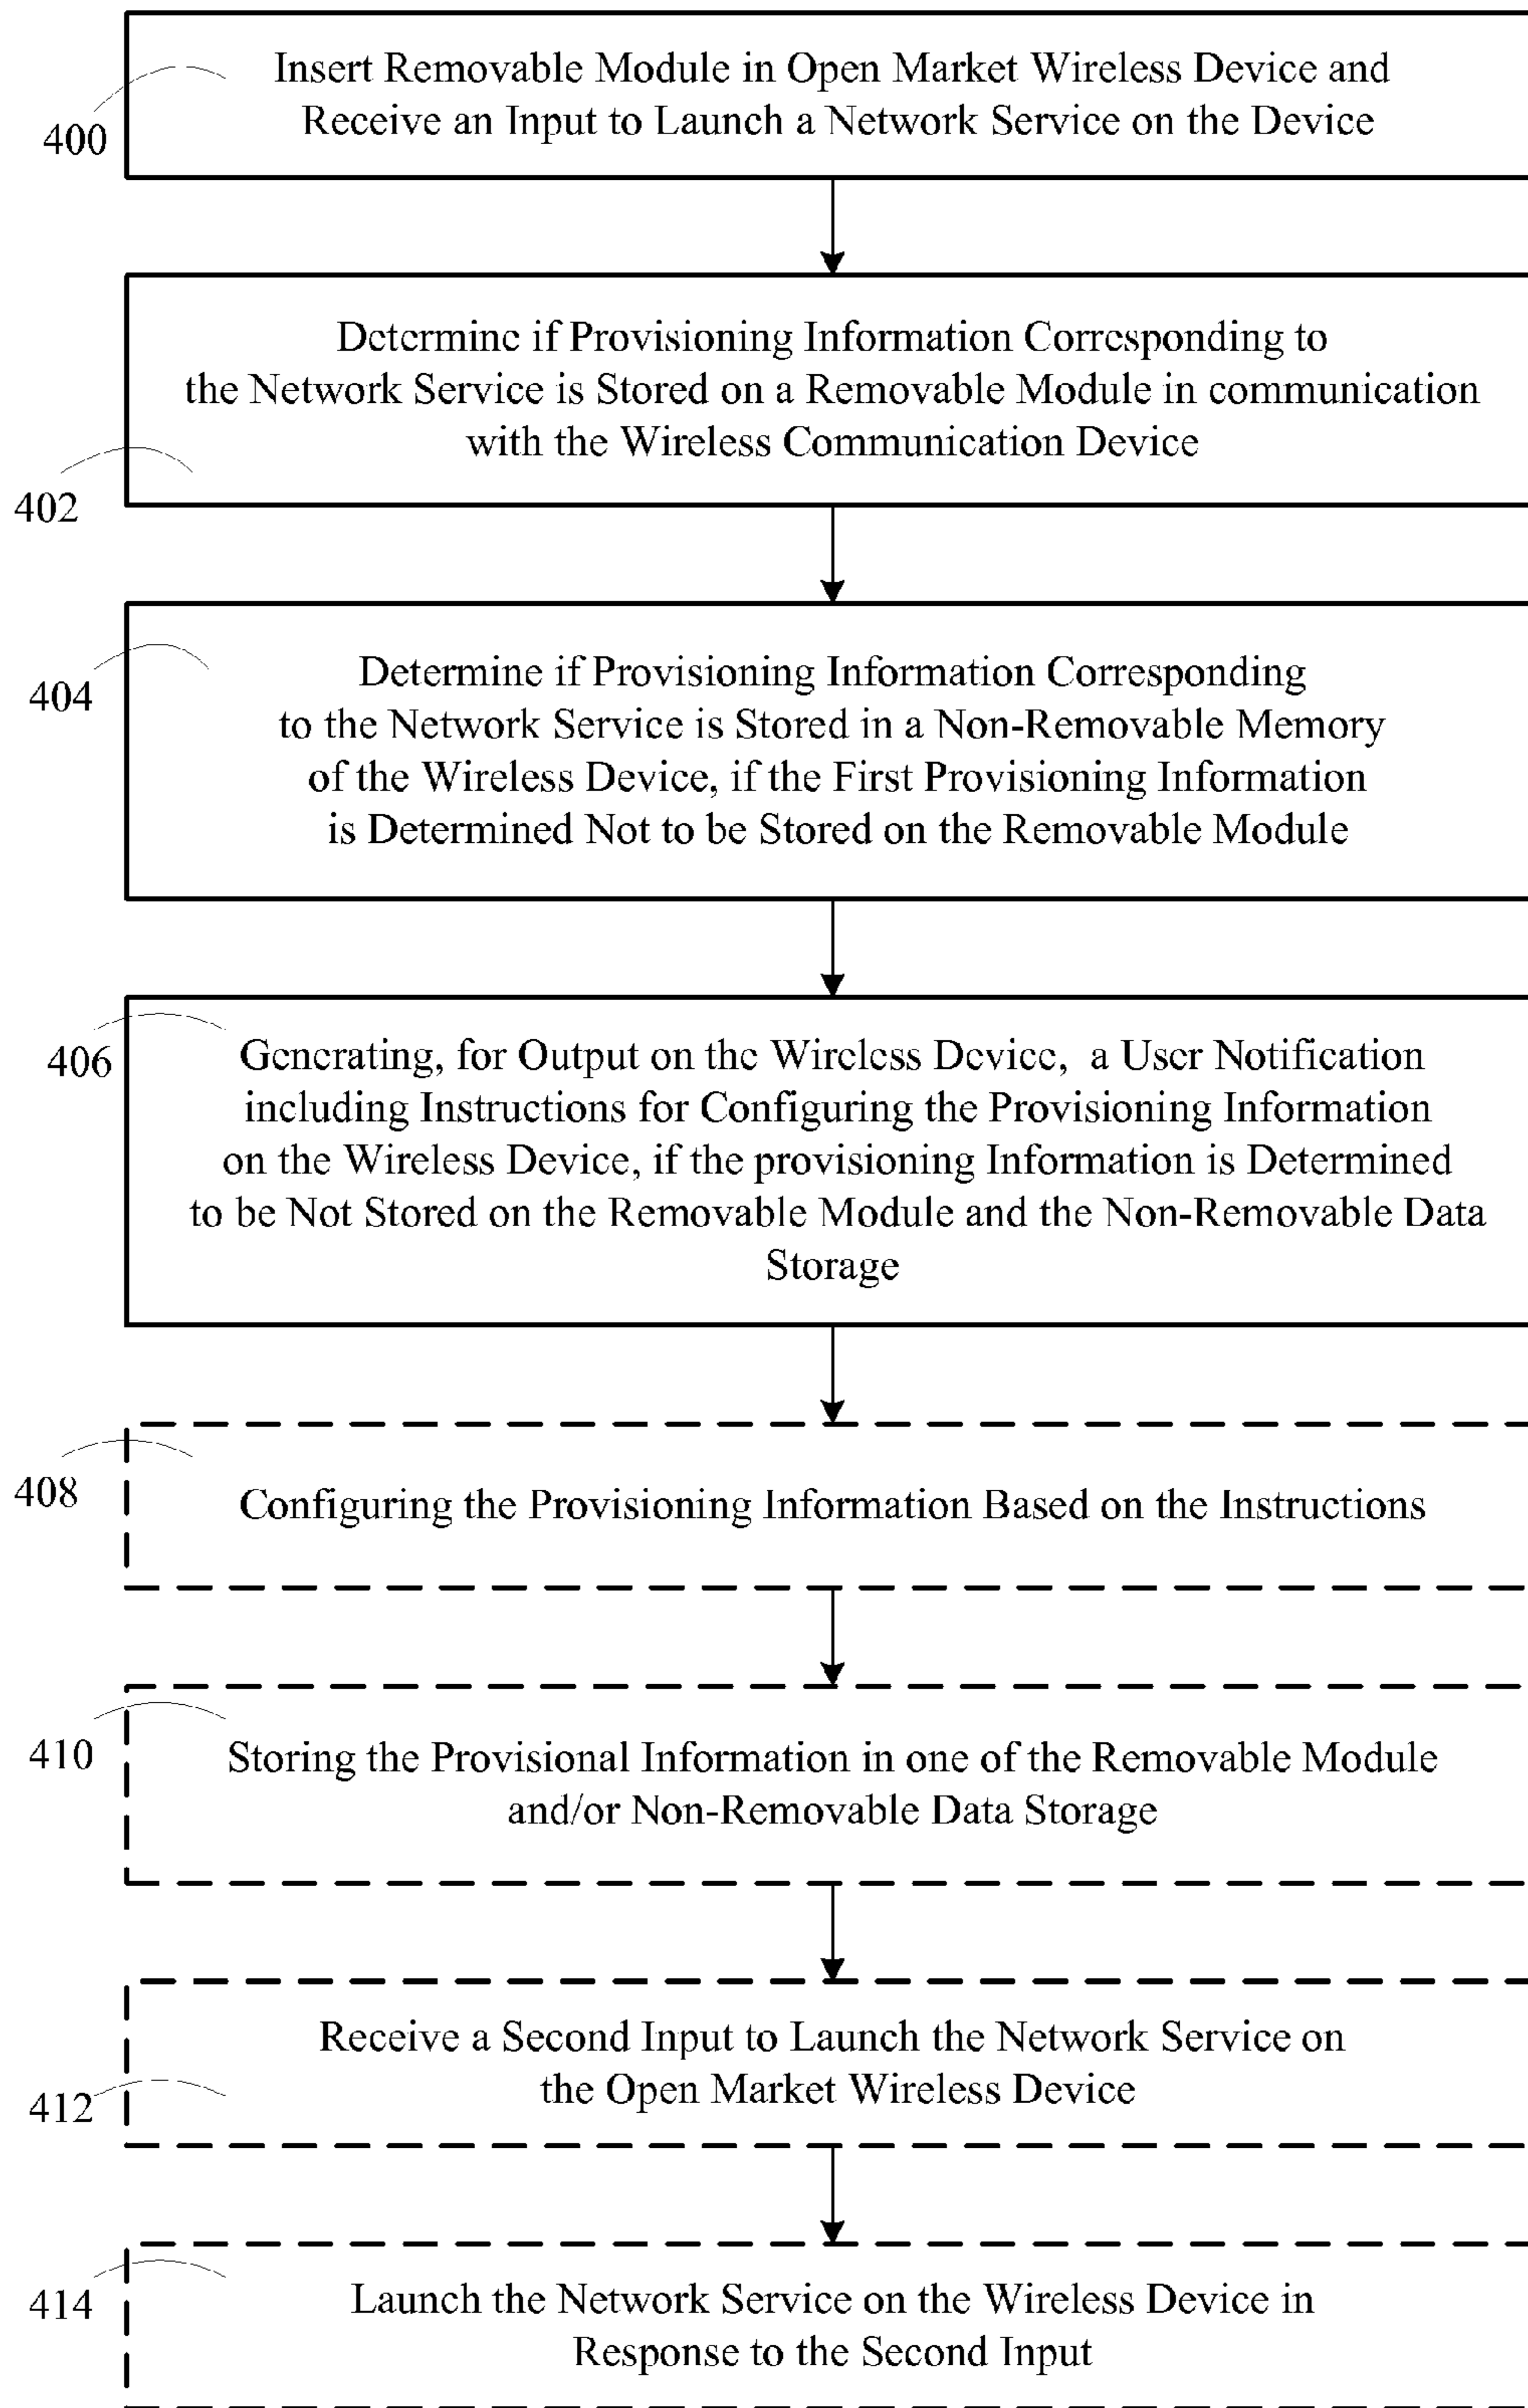 Insert Removable Module in Open Market Wireless Device and
Receive an Input to Launch a Network Service on the Device
400
Determine if Provisioning Information Corresponding to
the Network Service is Stored on a Removable Module in communication
with the Wireless Communication Device
402
Determine if Provisioning Information Corresponding
to the Network Service is Stored in a Non-Removable Memory
of the Wireless Device, if the First Provisioning Information
is Determined Not to be Stored on the Removable Module
404
Generating, for Output on the Wireless Device, a User Notification
including Instructions for Configuring the Provisioning Information
on the Wireless Device, if the provisioning Information is Determined
to be Not Stored on the Removable Module and the Non-Removable Data
Storage
406
Configuring the Provisioning Information Based on the Instructions
408
Storing the Provisional Information in one of the Removable Module
and/or Non-Removable Data Storage
410
Receive a Second Input to Launch the Network Service on
the Open Market Wireless Device
412
Launch the Network Service on the Wireless Device in
Response to the Second Input
414